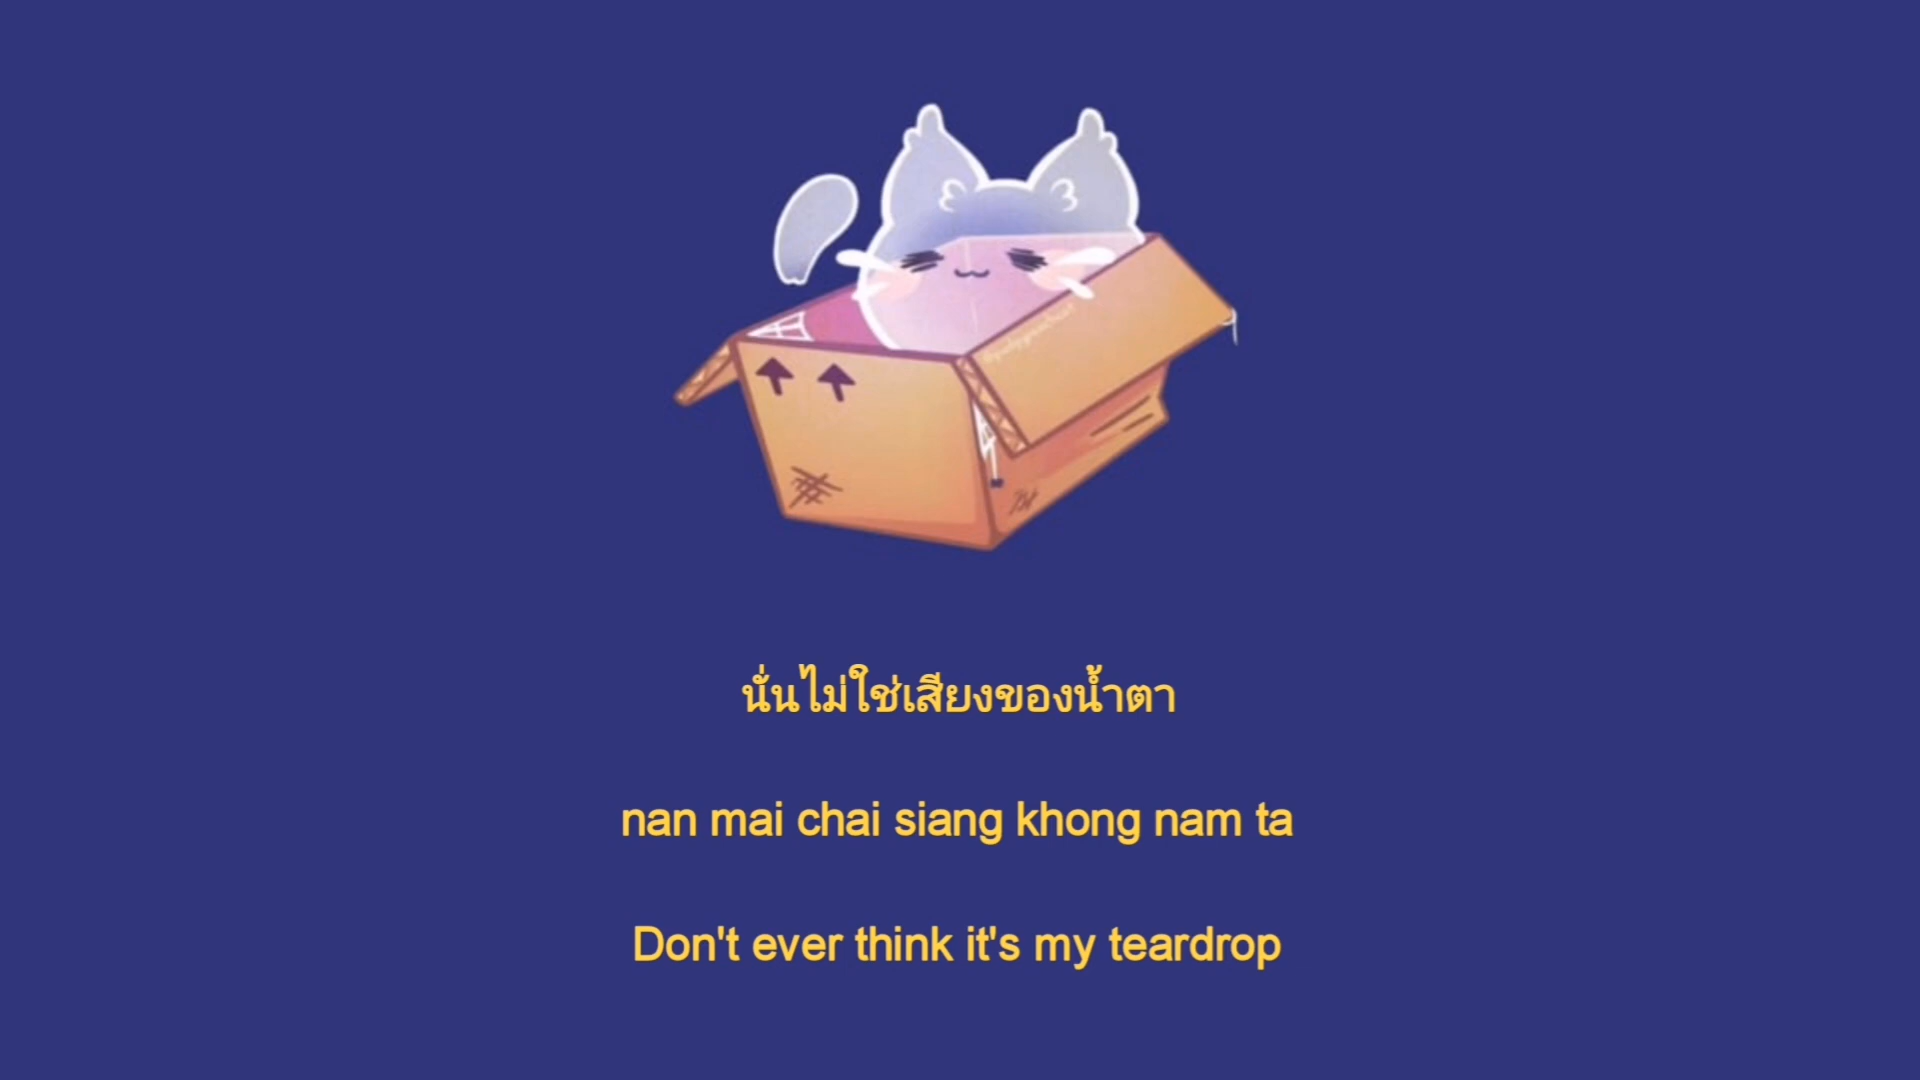 นั่นไม่ใช่เสียงของน้ำตา
nan mai chai siang khong nam ta
Don't ever think it's my teardrop